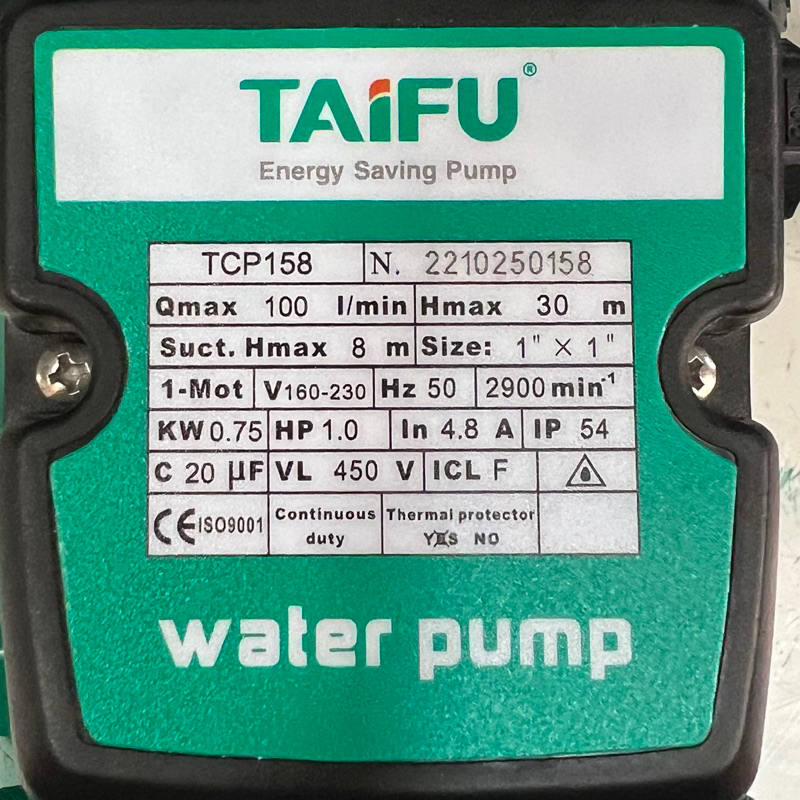 TAiFU®
Energy Saving Pump
TCP158 N. 2210250158
Qmax 100 l/min Hmax 30 m
Suct. Hmax 8 m Size: 1" × 1"
1-Mot V160-230 Hz 50 2900 min⁻¹
KW 0.75 HP 1.0 In 4.8 A IP 54
C 20 µF VL 450 V ICL F
CE ISO9001 Continuous duty Thermal protector
YES NO
water pump